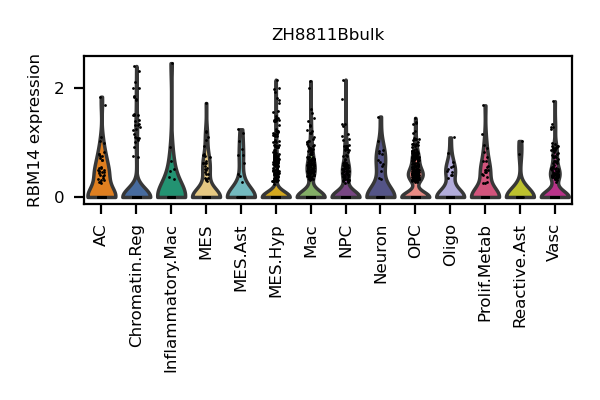 ZH8811Bbulk
RBM14 expression
2
0
AC
Chromatin.Reg
Inflammatory.Mac
MES
MES.Ast
MES.Hyp
Mac
NPC
Neuron
OPC
Oligo
Prolif.Metab
Reactive.Ast
Vasc